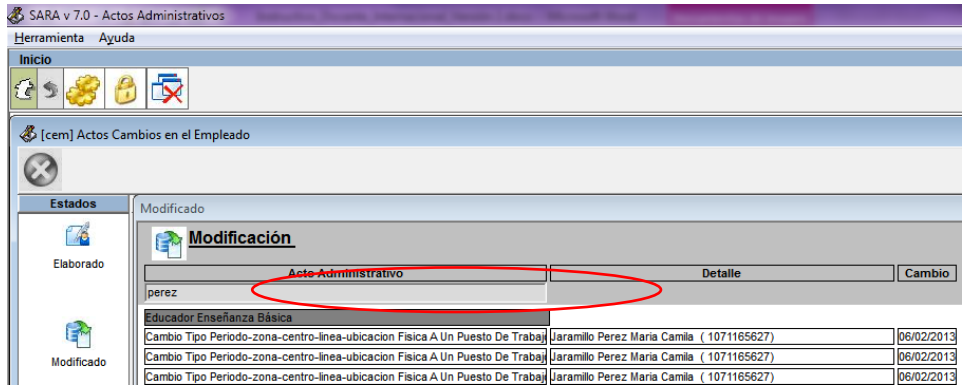 SARA v 7.0 - Actos Administrativos
Herramienta Ayuda
Inicio
[cem] Actos Cambios en el Empleado
Estados
Modificado
Elaborado
Modificación
Acto Administrativo Detalle Cambio
perez
Educador Enseñanza Básica
Cambio Tipo Periodo-zona-centro-linea-ubicacion Fisica A Un Puesto De Trabaj Jaramillo Perez Maria Camila ( 1071165627) 06/02/2013
Modificado
Cambio Tipo Periodo-zona-centro-linea-ubicacion Fisica A Un Puesto De Trabaj Jaramillo Perez Maria Camila ( 1071165627) 06/02/2013
Cambio Tipo Periodo-zona-centro-linea-ubicacion Fisica A Un Puesto De Trabaj Jaramillo Perez Maria Camila ( 1071165627) 06/02/2013